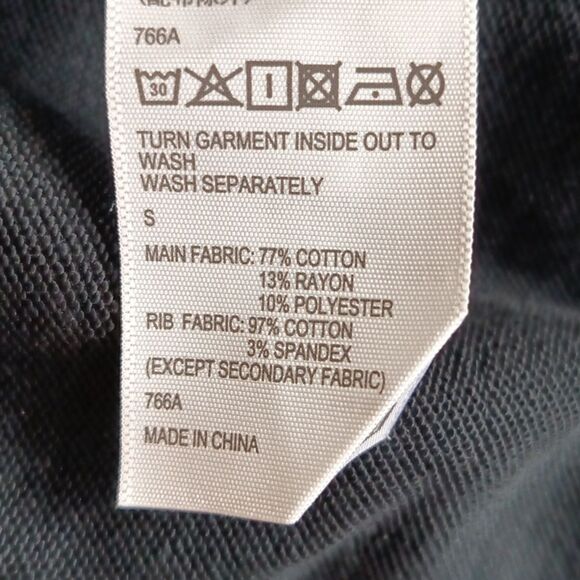 766A
30
TURN GARMENT INSIDE OUT TO
WASH
WASH SEPARATELY
S
MAIN FABRIC: 77% COTTON
13% RAYON
10% POLYESTER
RIB FABRIC: 97% COTTON
3% SPANDEX
(EXCEPT SECONDARY FABRIC)
766A
MADE IN CHINA